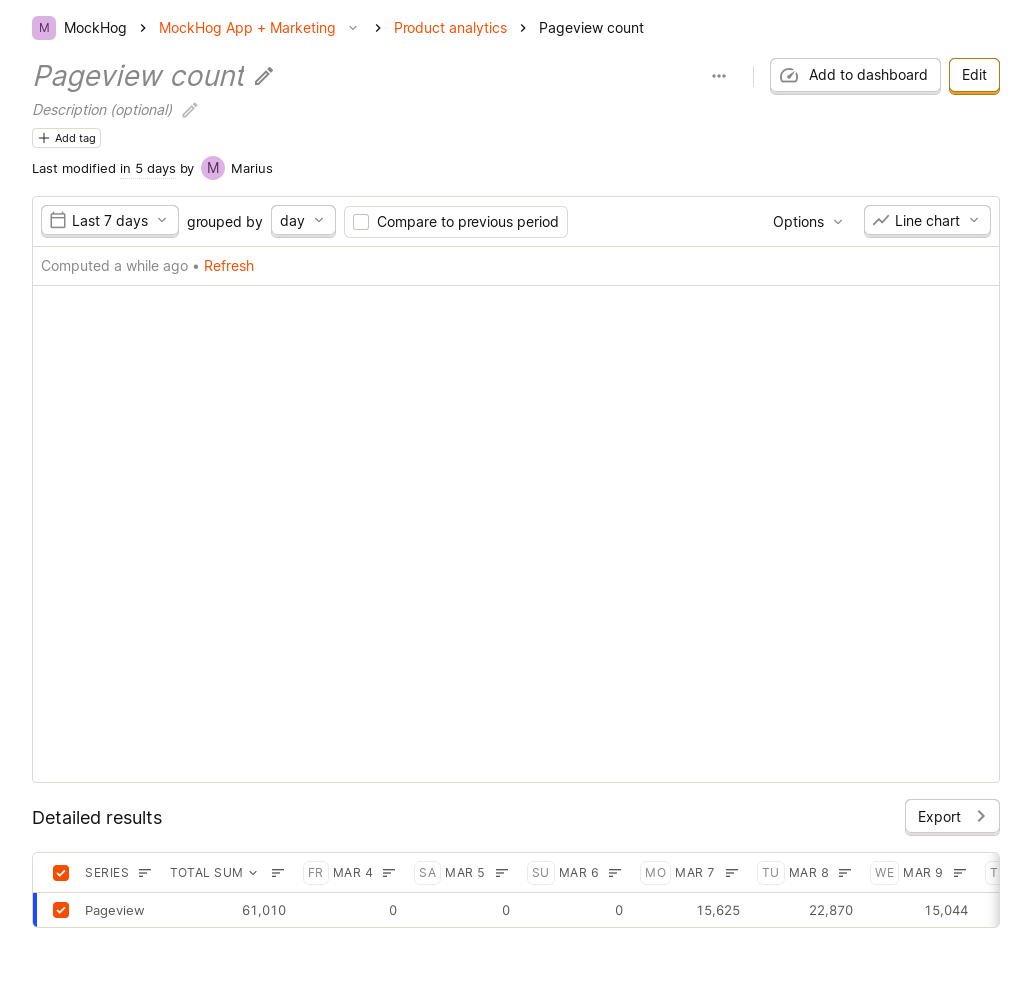 M MockHog MockHog App + Marketing Product analytics Pageview count
Pageview count
Add to dashboard Edit
Description (optional)
Add tag
Last modified in 5 days by M Marius
Last 7 days grouped by day Compare to previous period Options Line chart
Computed a while ago • Refresh
Detailed results
Export
SERIES TOTAL SUM FR MAR 4 SA MAR 5 SU MAR 6 MO MAR 7 TU MAR 8 WE MAR 9
Pageview 61,010 0 0 0 15,625 22,870 15,044